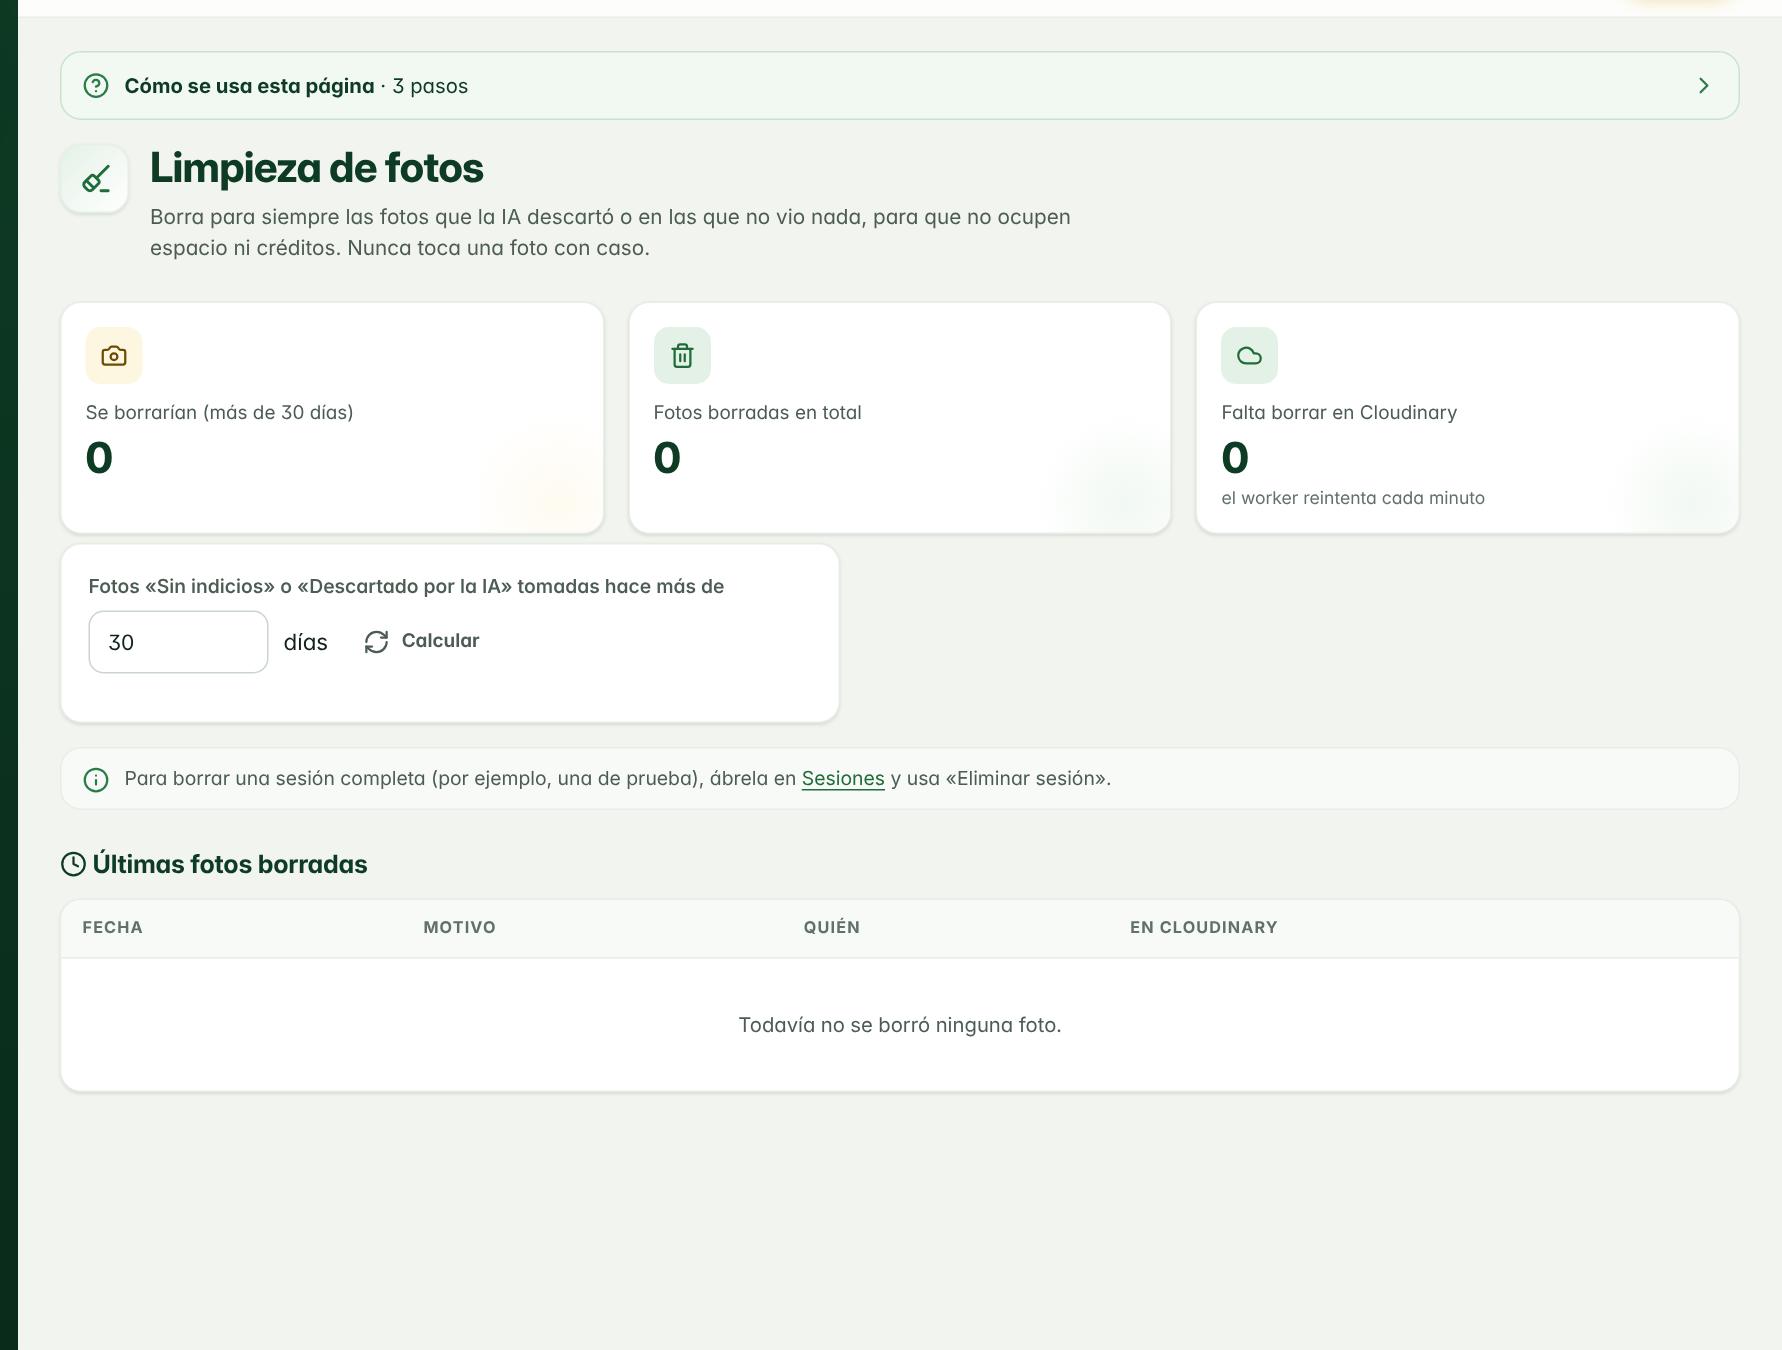 Cómo se usa esta página · 3 pasos
Limpieza de fotos
Borra para siempre las fotos que la IA descartó o en las que no vio nada, para que no ocupen
espacio ni créditos. Nunca toca una foto con caso.
Se borrarían (más de 30 días)
0
Fotos borradas en total
0
Falta borrar en Cloudinary
0
el worker reintenta cada minuto
Fotos «Sin indicios» o «Descartado por la IA» tomadas hace más de
30 días Calcular
Para borrar una sesión completa (por ejemplo, una de prueba), ábrela en Sesiones y usa «Eliminar sesión».
Últimas fotos borradas
FECHA MOTIVO QUIÉN EN CLOUDINARY
Todavía no se borró ninguna foto.